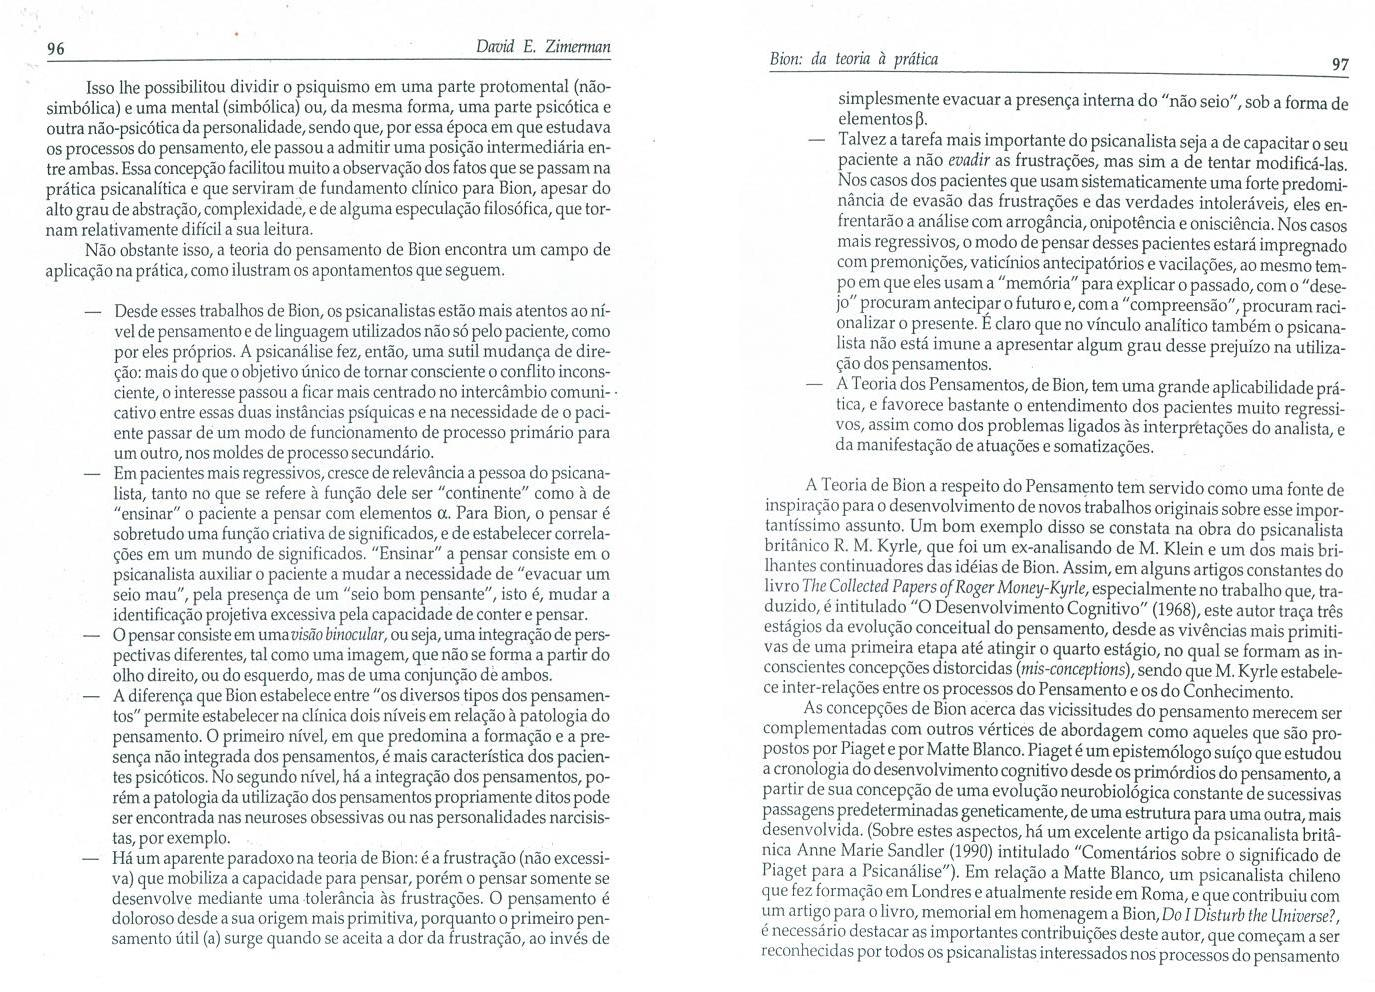 96
David E. Zimerman
Isso lhe possibilitou dividir o psiquismo em uma parte protomental (não-
simbólica) e uma mental (simbólica) ou, da mesma forma, uma parte psicótica e
outra não-psicótica da personalidade, sendo que, por essa época em que estudava
os processos do pensamento, ele passou a admitir uma posição intermediária en-
tre ambas. Essa concepção facilitou muito a observação dos fatos que se passam na
prática psicanalítica e que serviram de fundamento clínico para Bion, apesar do
alto grau de abstração, complexidade, e de alguma especulação filosófica, que tor-
nam relativamente difícil a sua leitura.
Não obstante isso, a teoria do pensamento de Bion encontra um campo de
aplicação na prática, como ilustram os apontamentos que seguem.
— Desde esses trabalhos de Bion, os psicanalistas estão mais atentos ao ní-
vel de pensamento e de linguagem utilizados não só pelo paciente, como
por eles próprios. A psicanálise fez, então, uma sutil mudança de dire-
ção: mais do que o objetivo único de tornar consciente o conflito incons-
ciente, o interesse passou a ficar mais centrado no intercâmbio comuni-
cativo entre essas duas instâncias psíquicas e na necessidade de o paci-
ente passar de um modo de funcionamento de processo primário para
um outro, nos moldes de processo secundário.
— Em pacientes mais regressivos, cresce de relevância a pessoa do psicana-
lista, tanto no que se refere à função dele ser "continente" como à de
"ensinar" o paciente a pensar com elementos α. Para Bion, o pensar é
sobretudo uma função criativa de significados, e de estabelecer correla-
ções em um mundo de significados. "Ensinar" a pensar consiste em o
psicanalista auxiliar o paciente a mudar a necessidade de "evacuar um
seio mau", pela presença de um "seio bom pensante", isto é, mudar a
identificação projetiva excessiva pela capacidade de conter e pensar.
— O pensar consiste em uma visão binocular, ou seja, uma integração de pers-
pectivas diferentes, tal como uma imagem, que não se forma a partir do
olho direito, ou do esquerdo, mas de uma conjunção de ambos.
— A diferença que Bion estabelece entre "os diversos tipos dos pensamen-
tos" permite estabelecer na clínica dois níveis em relação à patologia do
pensamento. O primeiro nível, em que predomina a formação e a pre-
sença não integrada dos pensamentos, é mais característica dos pacien-
tes psicóticos. No segundo nível, há a integração dos pensamentos, po-
rém a patologia da utilização dos pensamentos propriamente ditos pode
ser encontrada nas neuroses obsessivas ou nas personalidades narcisis-
tas, por exemplo.
— Há um aparente paradoxo na teoria de Bion: é a frustração (não excessi-
va) que mobiliza a capacidade para pensar, porém o pensar somente se
desenvolve mediante uma tolerância às frustrações. O pensamento é
doloroso desde a sua origem mais primitiva, porquanto o primeiro pen-
samento útil (a) surge quando se aceita a dor da frustração, ao invés de
Bion: da teoria à prática
97
simplesmente evacuar a presença interna do "não seio", sob a forma de
elementos β.
— Talvez a tarefa mais importante do psicanalista seja a de capacitar o seu
paciente a não evadir as frustrações, mas sim a de tentar modificá-las.
Nos casos dos pacientes que usam sistematicamente uma forte predomi-
nância de evasão das frustrações e das verdades intoleráveis, eles en-
frentarão a análise com arrogância, onipotência e onisciência. Nos casos
mais regressivos, o modo de pensar desses pacientes estará impregnado
com premonições, vaticínios antecipatórios e vacilações, ao mesmo tem-
po em que eles usam a "memória" para explicar o passado, com o "dese-
jo" procuram antecipar o futuro e, com a "compreensão", procuram raci-
onalizar o presente. É claro que no vínculo analítico também o psicana-
lista não está imune a apresentar algum grau desse prejuízo na utiliza-
ção dos pensamentos.
— A Teoria dos Pensamentos, de Bion, tem uma grande aplicabilidade prá-
tica, e favorece bastante o entendimento dos pacientes muito regressi-
vos, assim como dos problemas ligados às interpretações do analista, e
da manifestação de atuações e somatizações.
A Teoria de Bion a respeito do Pensamento tem servido como uma fonte de
inspiração para o desenvolvimento de novos trabalhos originais sobre esse impor-
tantíssimo assunto. Um bom exemplo disso se constata na obra do psicanalista
britânico R. M. Kyrle, que foi um ex-analisando de M. Klein e um dos mais bri-
lhantes continuadores das idéias de Bion. Assim, em alguns artigos constantes do
livro The Collected Papers of Roger Money-Kyrle, especialmente no trabalho que, tra-
duzido, é intitulado "O Desenvolvimento Cognitivo" (1968), este autor traça três
estágios da evolução conceitual do pensamento, desde as vivências mais primiti-
vas de uma primeira etapa até atingir o quarto estágio, no qual se formam as in-
conscientes concepções distorcidas (mis-conceptions), sendo que M. Kyrle estabele-
ce inter-relações entre os processos do Pensamento e os do Conhecimento.
As concepções de Bion acerca das vicissitudes do pensamento merecem ser
complementadas com outros vértices de abordagem como aqueles que são pro-
postos por Piaget e por Matte Blanco. Piaget é um epistemólogo suíço que estudou
a cronologia do desenvolvimento cognitivo desde os primórdios do pensamento, a
partir de sua concepção de uma evolução neurobiológica constante de sucessivas
passagens predeterminadas geneticamente, de uma estrutura para uma outra, mais
desenvolvida. (Sobre estes aspectos, há um excelente artigo da psicanalista britâ-
nica Anne Marie Sandler (1990) intitulado "Comentários sobre o significado de
Piaget para a Psicanálise"). Em relação a Matte Blanco, um psicanalista chileno
que fez formação em Londres e atualmente reside em Roma, e que contribuiu com
um artigo para o livro, memorial em homenagem a Bion, Do I Disturb the Universe?,
é necessário destacar as importantes contribuições deste autor, que começam a ser
reconhecidas por todos os psicanalistas interessados nos processos do pensamento